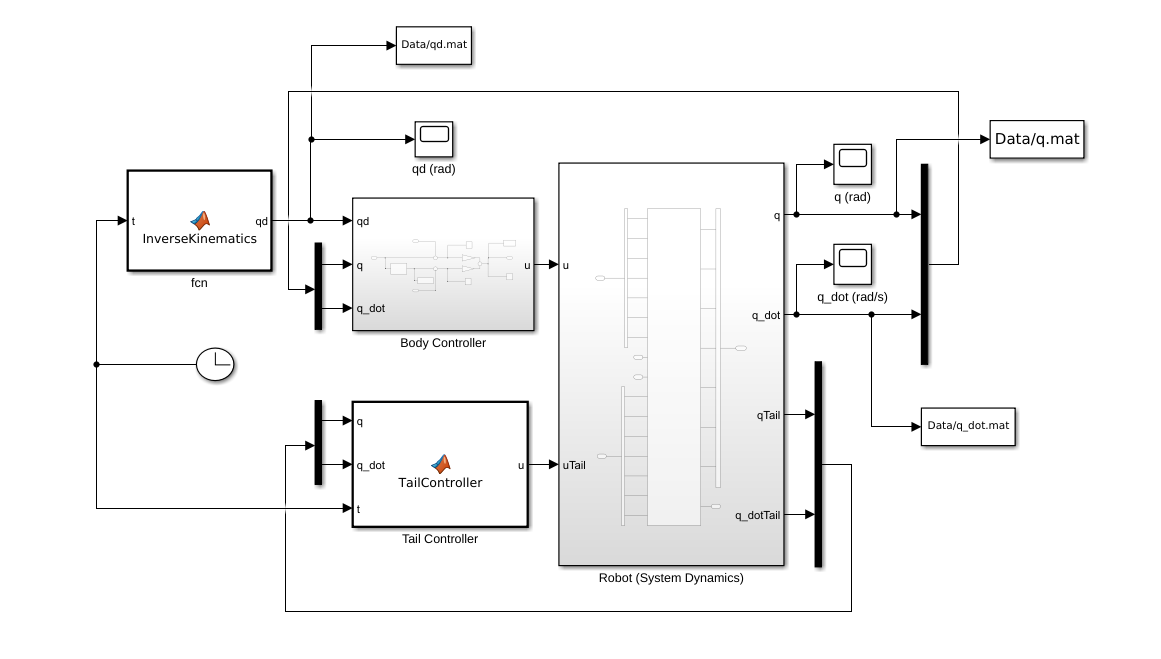 Data/qd.mat
Data/q.mat
qd (rad)
q (rad)
t
InverseKinematics
qd
fcn
qd
q
q_dot
u
Body Controller
u
uTail
q
q_dot
qTail
q_dotTail
Robot (System Dynamics)
q_dot (rad/s)
q
q_dot
t
TailController
u
Tail Controller
Data/q_dot.mat